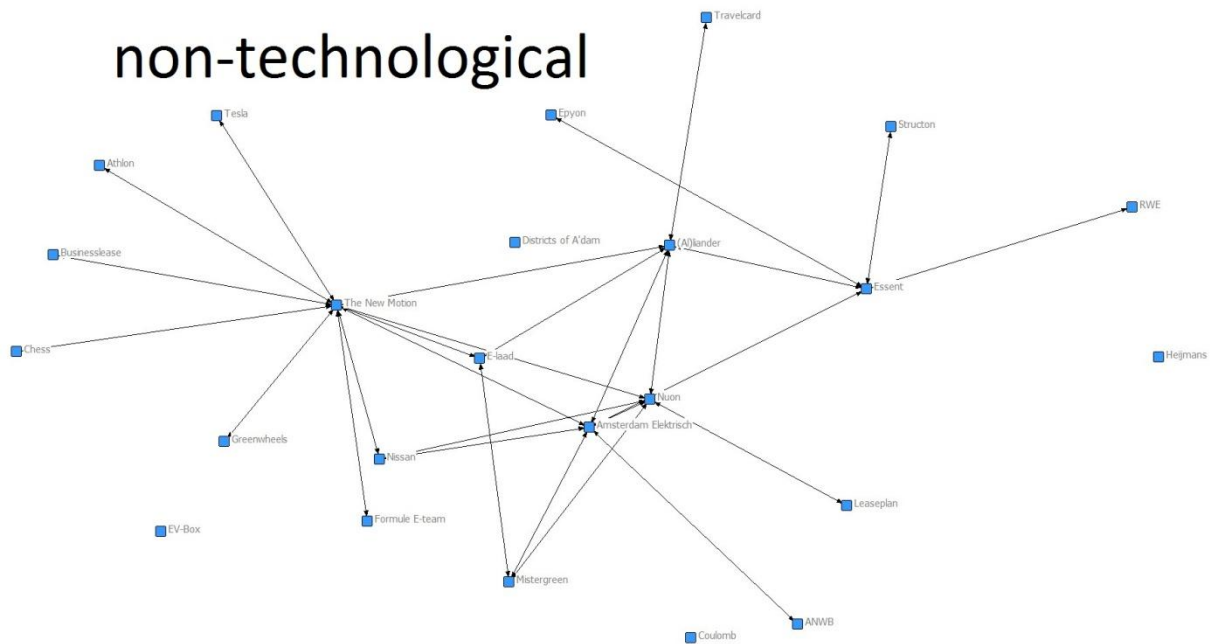 Travelcard
non-technological
Tesla
Epyon
Structon
Athlon
RWE
Districts of A'dam
(Al)liander
Businesslease
Essent
The New Motion
Chess
E-laad
Heijmans
Nuon
Amsterdam Elektrisch
Greenwheels
Nissan
Leaseplan
Formule E-team
EV-Box
Mistergreen
ANWB
Coulomb